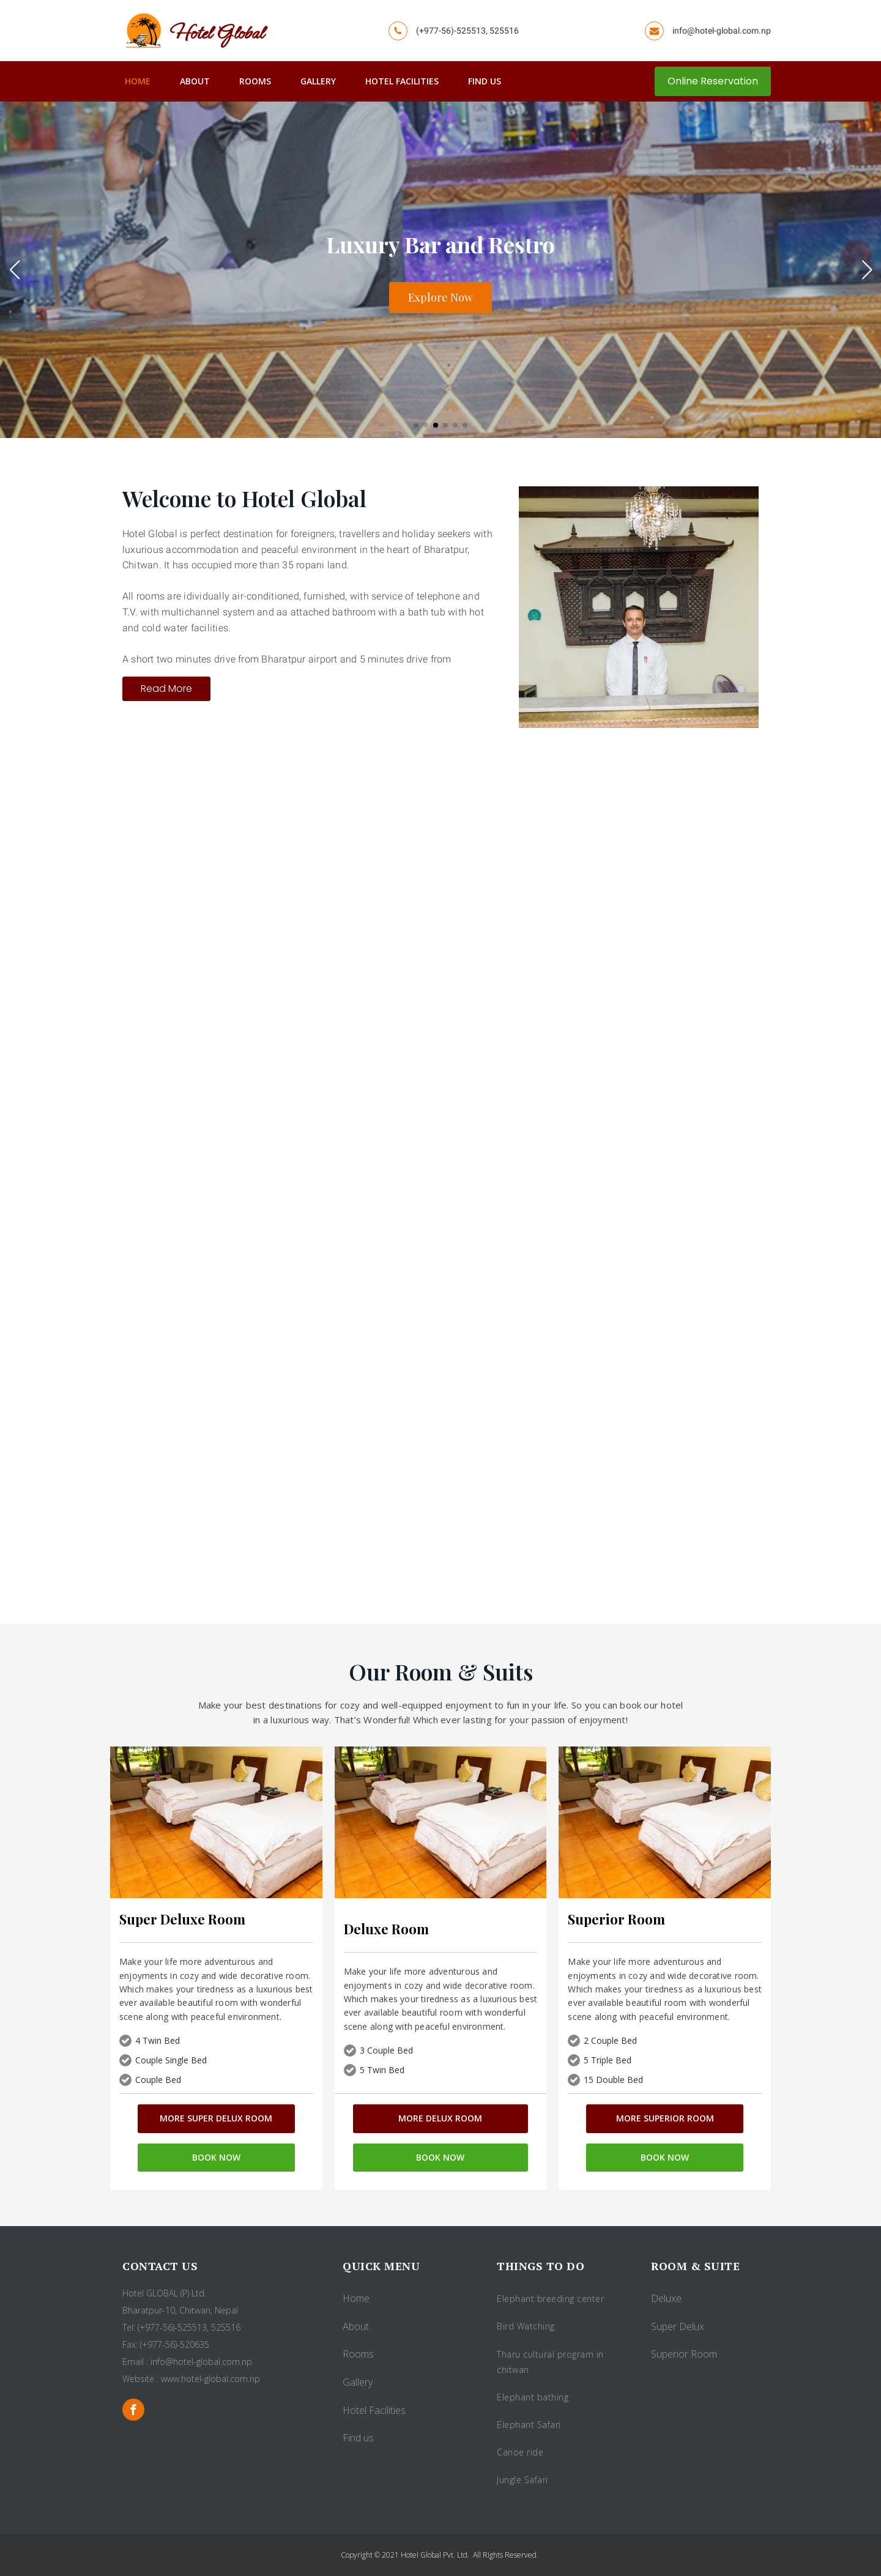 Hotel Global
(+977-56)-525513, 525516
info@hotel-global.com.np
HOME
ABOUT
ROOMS
GALLERY
HOTEL FACILITIES
FIND US
Online Reservation
Luxury Bar and Restro
Explore Now
Welcome to Hotel Global
Hotel Global is perfect destination for foreigners, travellers and holiday seekers with
luxurious accommodation and peaceful environment in the heart of Bharatpur,
Chitwan. It has occupied more than 35 ropani land.
All rooms are idividually air-conditioned, furnished, with service of telephone and
T.V. with multichannel system and aa attached bathroom with a bath tub with hot
and cold water facilities.
A short two minutes drive from Bharatpur airport and 5 minutes drive from
Read More
Our Room & Suits
Make your best destinations for cozy and well-equipped enjoyment to fun in your life. So you can book our hotel
in a luxurious way. That's Wonderful! Which ever lasting for your passion of enjoyment!
Super Deluxe Room
Make your life more adventurous and
enjoyments in cozy and wide decorative room.
Which makes your tiredness as a luxurious best
ever available beautiful room with wonderful
scene along with peaceful environment.
4 Twin Bed
Couple Single Bed
Couple Bed
MORE SUPER DELUX ROOM
BOOK NOW
Deluxe Room
Make your life more adventurous and
enjoyments in cozy and wide decorative room.
Which makes your tiredness as a luxurious best
ever available beautiful room with wonderful
scene along with peaceful environment.
3 Couple Bed
5 Twin Bed
MORE DELUX ROOM
BOOK NOW
Superior Room
Make your life more adventurous and
enjoyments in cozy and wide decorative room.
Which makes your tiredness as a luxurious best
ever available beautiful room with wonderful
scene along with peaceful environment.
2 Couple Bed
5 Triple Bed
15 Double Bed
MORE SUPERIOR ROOM
BOOK NOW
CONTACT US
Hotel GLOBAL (P) Ltd.
Bharatpur-10, Chitwan, Nepal
Tel: (+977-56)-525513, 525516
Fax: (+977-56)-520635
Email : info@hotel-global.com.np
Website : www.hotel-global.com.np
QUICK MENU
Home
About
Rooms
Gallery
Hotel Facilities
Find us
THINGS TO DO
Elephant breeding center
Bird Watching
Tharu cultural program in
chitwan
Elephant bathing
Elephant Safari
Canoe ride
Jungle Safari
ROOM & SUITE
Deluxe
Super Delux
Superior Room
Copyright © 2021 Hotel Global Pvt. Ltd. All Rights Reserved.